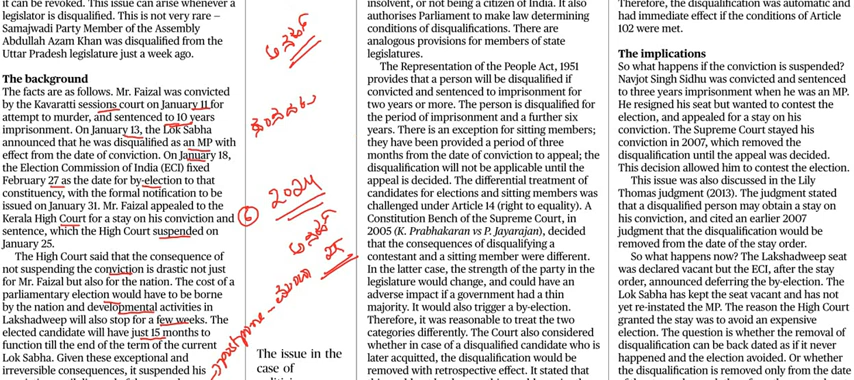 it can be revoked. This issue can arise whenever a
legislator is disqualified. This is not very rare —
Samajwadi Party Member of the Assembly
Abdullah Azam Khan was disqualified from the
Uttar Pradesh legislature just a week ago.
The background
The facts are as follows. Mr. Faizal was convicted
by the Kavaratti sessions court on January 11 for
attempt to murder, and sentenced to 10 years
imprisonment. On January 13, the Lok Sabha
announced that he was disqualified as an MP with
effect from the date of conviction. On January 18,
the Election Commission of India (ECI) fixed
February 27 as the date for by-election to that
constituency, with the formal notification to be
issued on January 31. Mr. Faizal appealed to the
Kerala High Court for a stay on his conviction and
sentence, which the High Court suspended on
January 25.
The High Court said that the consequence of
not suspending the conviction is drastic not just
for Mr. Faizal but also for the nation. The cost of a
parliamentary election would have to be borne
by the nation and developmental activities in
Lakshadweep will also stop for a few weeks. The
elected candidate will have just 15 months to
function till the end of the term of the current
Lok Sabha. Given these exceptional and
irreversible consequences, it suspended his
6
2024
25
postpone
The issue in the
case of
insolvent, or not being a citizen of India. It also
authorises Parliament to make law determining
conditions of disqualifications. There are
analogous provisions for members of state
legislatures.
The Representation of the People Act, 1951
provides that a person will be disqualified if
convicted and sentenced to imprisonment for
two years or more. The person is disqualified for
the period of imprisonment and a further six
years. There is an exception for sitting members;
they have been provided a period of three
months from the date of conviction to appeal; the
disqualification will not be applicable until the
appeal is decided. The differential treatment of
candidates for elections and sitting members was
challenged under Article 14 (right to equality). A
Constitution Bench of the Supreme Court, in
2005 (K. Prabhakaran vs P. Jayarajan), decided
that the consequences of disqualifying a
contestant and a sitting member were different.
In the latter case, the strength of the party in the
legislature would change, and could have an
adverse impact if a government had a thin
majority. It would also trigger a by-election.
Therefore, it was reasonable to treat the two
categories differently. The Court also considered
whether in case of a disqualified candidate who is
later acquitted, the disqualification would be
removed with retrospective effect. It stated that
Therefore, the disqualification was automatic and
had immediate effect if the conditions of Article
102 were met.
The implications
So what happens if the conviction is suspended?
Navjot Singh Sidhu was convicted and sentenced
to three years imprisonment when he was an MP.
He resigned his seat but wanted to contest the
election, and appealed for a stay on his
conviction. The Supreme Court stayed his
conviction in 2007, which removed the
disqualification until the appeal was decided.
This decision allowed him to contest the election.
This issue was also discussed in the Lily
Thomas judgment (2013). The judgment stated
that a disqualified person may obtain a stay on
his conviction, and cited an earlier 2007
judgment that the disqualification would be
removed from the date of the stay order.
So what happens now? The Lakshadweep seat
was declared vacant but the ECI, after the stay
order, announced deferring the by-election. The
Lok Sabha has kept the seat vacant and has not
yet re-instated the MP. The reason the High Court
granted the stay was to avoid an expensive
election. The question is whether the removal of
disqualification can be back dated as if it never
happened and the election avoided. Or whether
the disqualification is removed only from the date